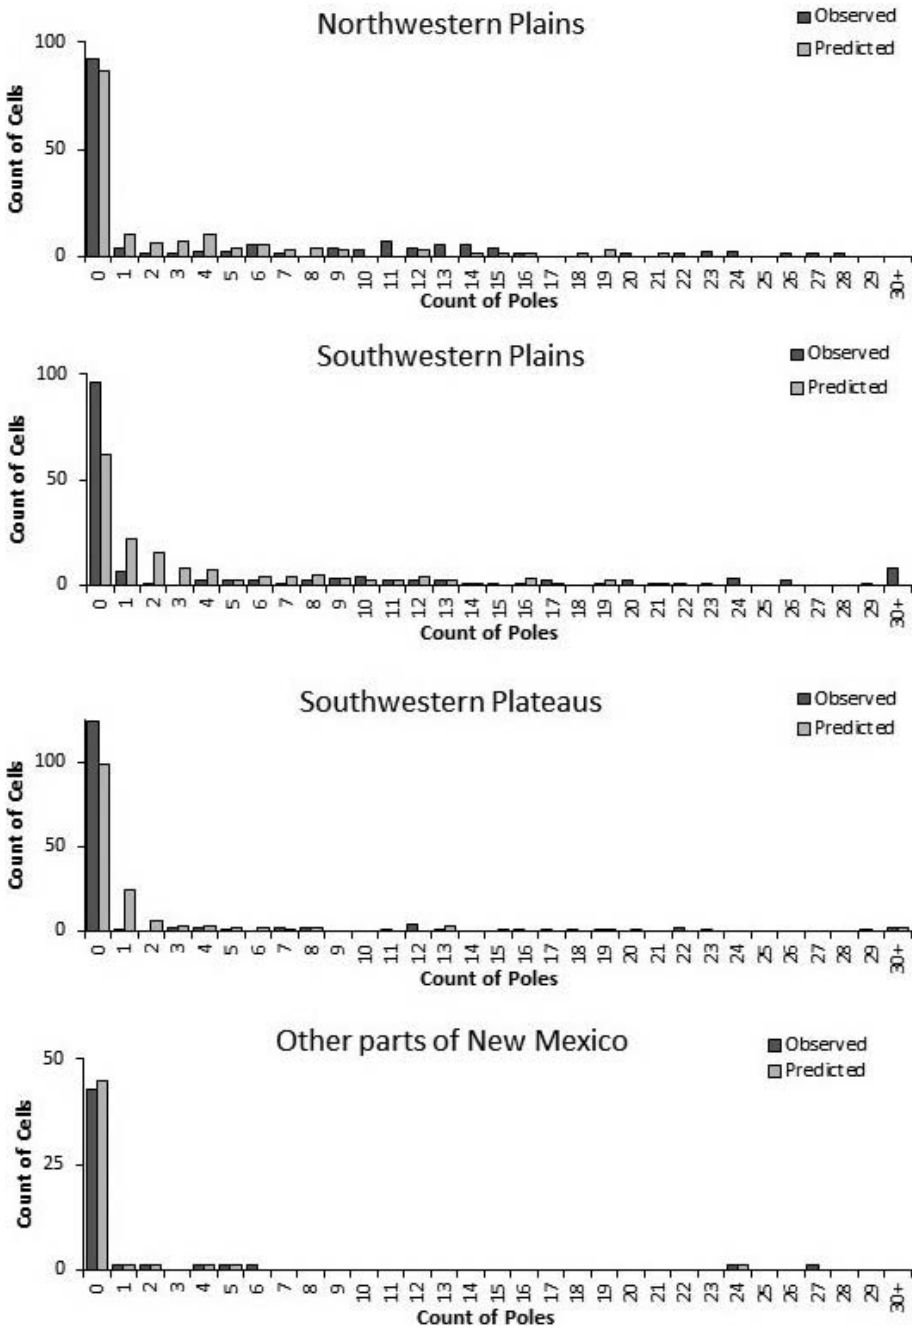 Northwestern Plains
Observed
Predicted
100
50
0
Count of Cells
0 1 2 3 4 5 6 7 8 9 10 11 12 13 14 15 16 17 18 19 20 21 22 23 24 25 26 27 28 29 30+
Count of Poles
Southwestern Plains
Observed
Predicted
100
50
0
Count of Cells
0 1 2 3 4 5 6 7 8 9 10 11 12 13 14 15 16 17 18 19 20 21 22 23 24 25 26 27 28 29 30+
Count of Poles
Southwestern Plateaus
Observed
Predicted
100
50
0
Count of Cells
0 1 2 3 4 5 6 7 8 9 10 11 12 13 14 15 16 17 18 19 20 21 22 23 24 25 26 27 28 29 30+
Count of Poles
Other parts of New Mexico
Observed
Predicted
50
25
0
Count of Cells
0 1 2 3 4 5 6 7 8 9 10 11 12 13 14 15 16 17 18 19 20 21 22 23 24 25 26 27 28 29 30+
Count of Poles